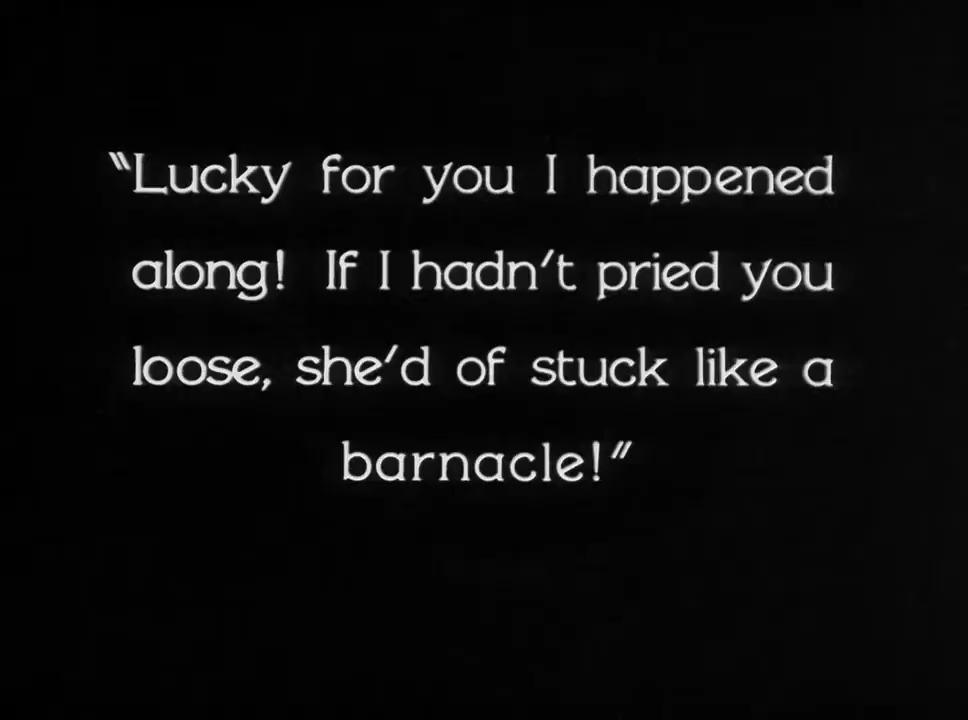 “Lucky for you I happened
along! If I hadn't pried you
loose, she'd of stuck like a
barnacle!”